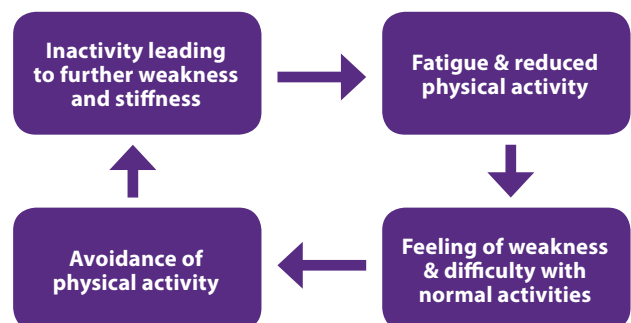 Inactivity leading
to further weakness
and stiffness
Fatigue & reduced
physical activity
Feeling of weakness
& difficulty with
normal activities
Avoidance of
physical activity